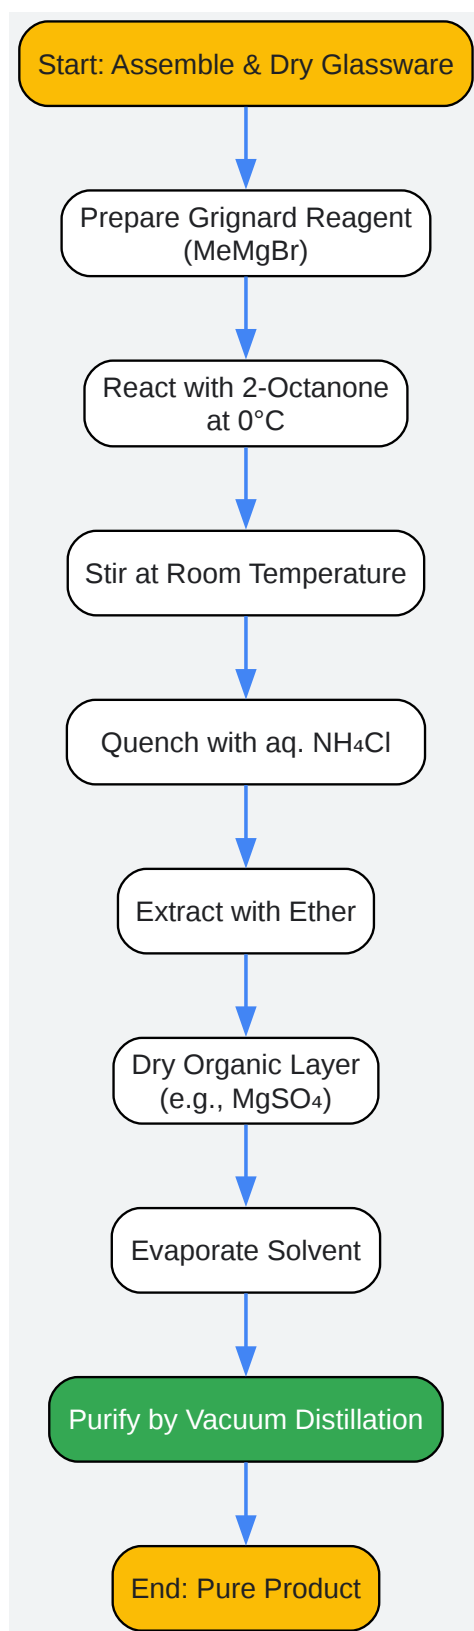 Start: Assemble & Dry Glassware
Prepare Grignard Reagent
(MeMgBr)
React with 2-Octanone
at 0°C
Stir at Room Temperature
Quench with aq. NH₄Cl
Extract with Ether
Dry Organic Layer
(e.g., MgSO₄)
Evaporate Solvent
Purify by Vacuum Distillation
End: Pure Product